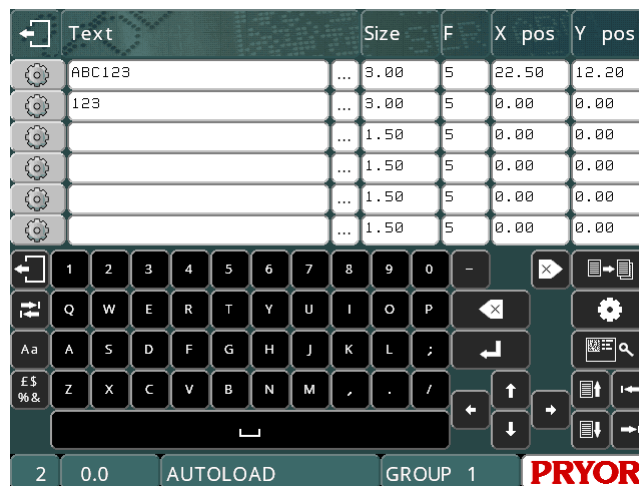 Text Size F X pos Y pos
ABC123 ... 3.00 5 22.50 12.20
123 ... 3.00 5 0.00 0.00
... 1.50 5 0.00 0.00
... 1.50 5 0.00 0.00
... 1.50 5 0.00 0.00
... 1.50 5 0.00 0.00
1 2 3 4 5 6 7 8 9 0 -
Q W E R T Y U I O P
Aa A S D F G H J K L ;
£$ %& Z X C V B N M , . /
2 0.0 AUTOLOAD GROUP 1 PRYOR